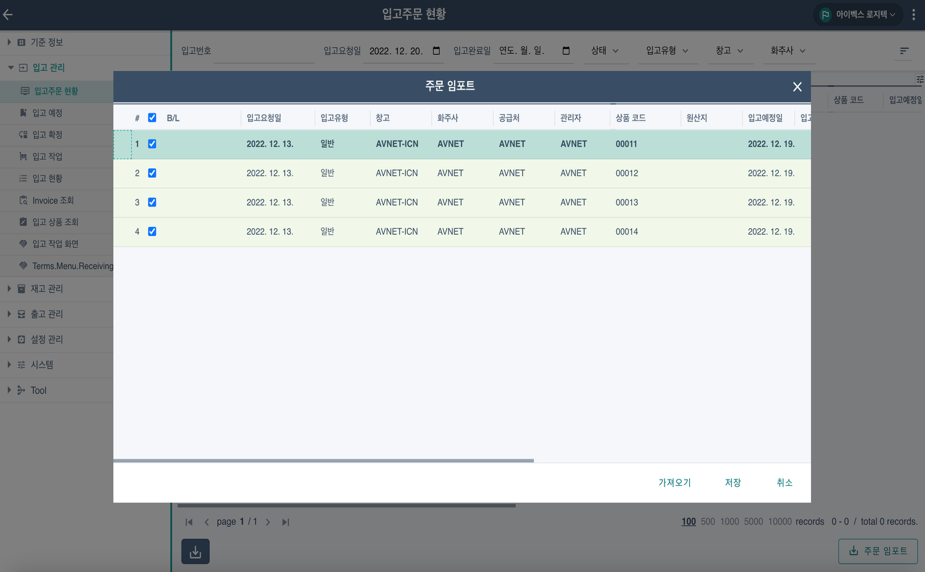 입고주문 현황
아이벡스 로지텍
기준 정보
입고 관리
입고주문 현황
입고 예정
입고 확정
입고 작업
입고 현황
Invoice 조회
입고 상품 조회
입고 작업 화면
Terms.Menu.Receiving
재고 관리
출고 관리
설정 관리
시스템
Tool
입고번호 입고요청일 2022. 12. 20. 입고완료일 연도. 월. 일. 상태 입고유형 창고 화주사
상품 코드 입고예정일
주문 임포트
# B/L 입고요청일 입고유형 창고 화주사 공급처 관리자 상품 코드 원산지 입고예정일 입고
1 2022. 12. 13. 일반 AVNET-ICN AVNET AVNET AVNET 00011 2022. 12. 19.
2 2022. 12. 13. 일반 AVNET-ICN AVNET AVNET AVNET 00012 2022. 12. 19.
3 2022. 12. 13. 일반 AVNET-ICN AVNET AVNET AVNET 00013 2022. 12. 19.
4 2022. 12. 13. 일반 AVNET-ICN AVNET AVNET AVNET 00014 2022. 12. 19.
가져오기 저장 취소
page 1 / 1 100 500 1000 5000 10000 records 0 - 0 / total 0 records.
주문 임포트